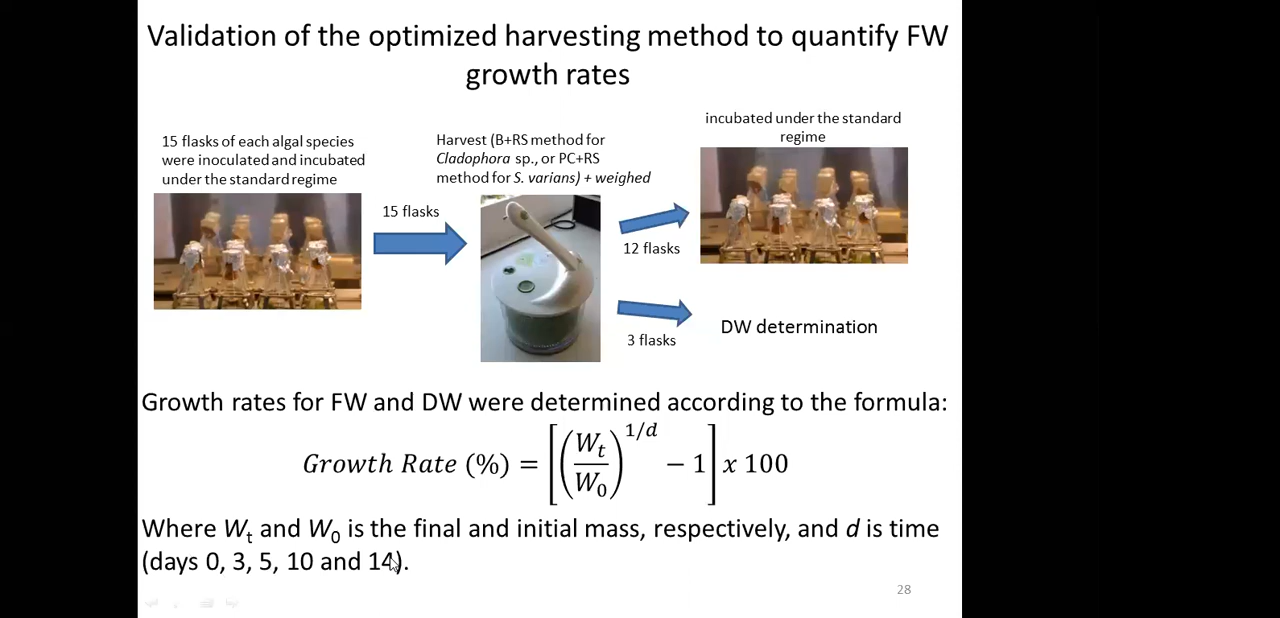 Validation of the optimized harvesting method to quantify FW
growth rates
15 flasks of each algal species
were inoculated and incubated
under the standard regime
15 flasks
Harvest (B+RS method for
Cladophora sp., or PC+RS
method for S. varians) + weighed
12 flasks
3 flasks
incubated under the standard
regime
DW determination
Growth rates for FW and DW were determined according to the formula:
Growth Rate (%) = [(Wt/W0)^1/d − 1] x 100
Where Wt and W0 is the final and initial mass, respectively, and d is time
(days 0, 3, 5, 10 and 14).
28